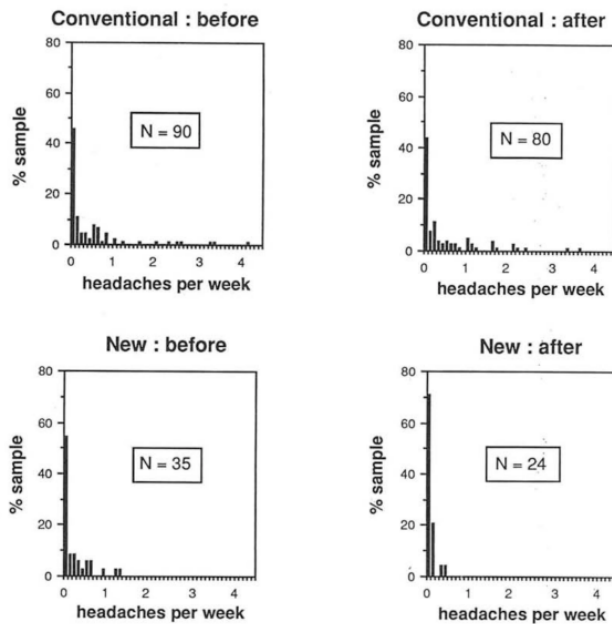 Conventional : before
Conventional : after
80
60
40
20
0
% sample
N = 90
0 1 2 3 4
headaches per week
80
60
40
20
0
% sample
N = 80
0 1 2 3 4
headaches per week
New : before
New : after
80
60
40
20
0
% sample
N = 35
0 1 2 3 4
headaches per week
80
60
40
20
0
% sample
N = 24
0 1 2 3 4
headaches per week